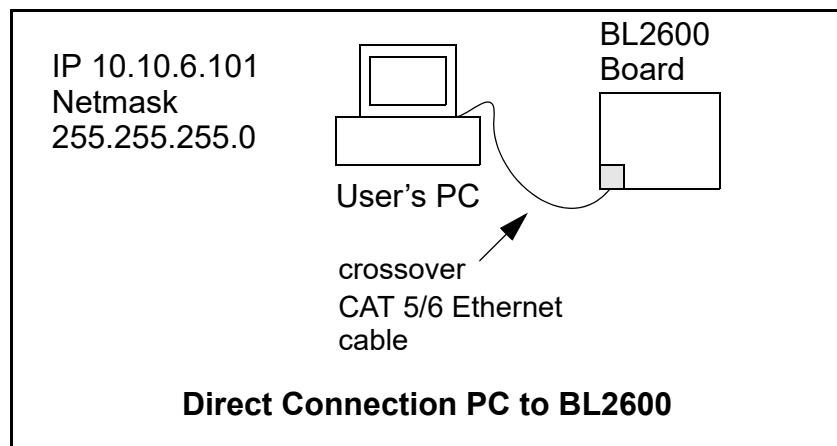 IP 10.10.6.101
Netmask
255.255.255.0
User’s PC
BL2600
Board
crossover
CAT 5/6 Ethernet
cable
Direct Connection PC to BL2600